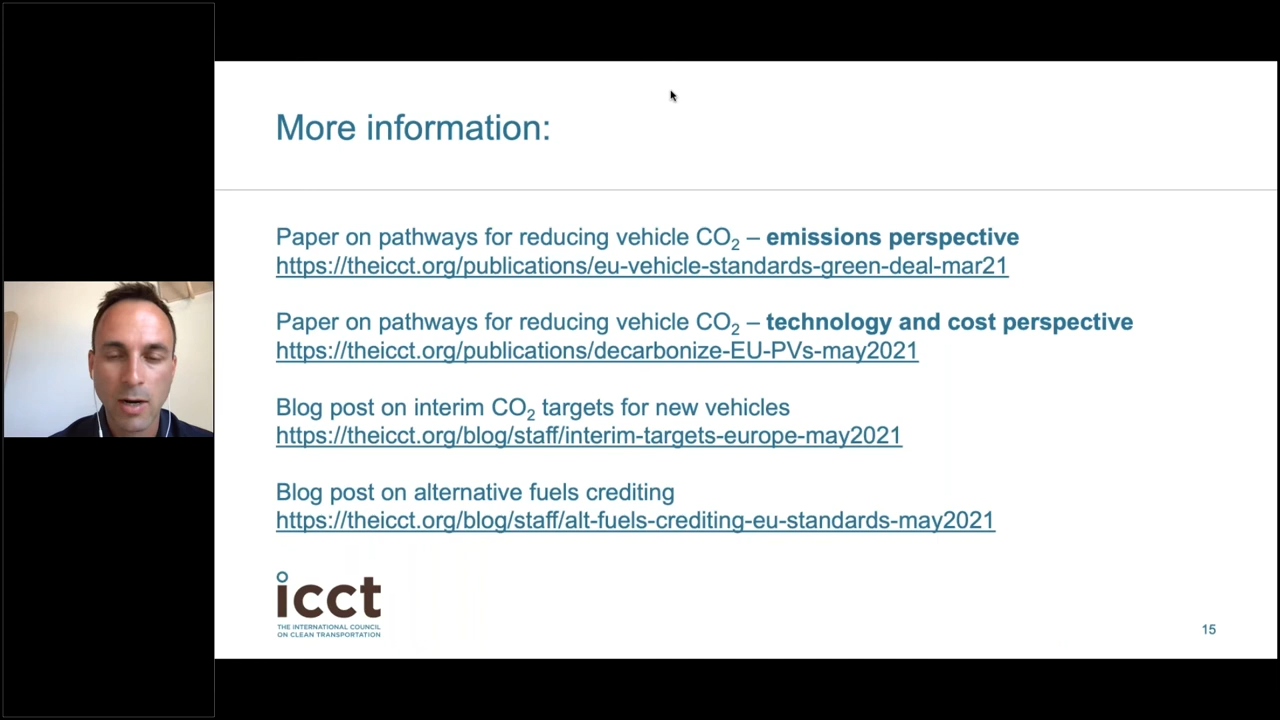 More information:
Paper on pathways for reducing vehicle CO₂ – emissions perspective
https://theicct.org/publications/eu-vehicle-standards-green-deal-mar21
Paper on pathways for reducing vehicle CO₂ – technology and cost perspective
https://theicct.org/publications/decarbonize-EU-PVs-may2021
Blog post on interim CO₂ targets for new vehicles
https://theicct.org/blog/staff/interim-targets-europe-may2021
Blog post on alternative fuels crediting
https://theicct.org/blog/staff/alt-fuels-crediting-eu-standards-may2021
icct
THE INTERNATIONAL COUNCIL
ON CLEAN TRANSPORTATION
15